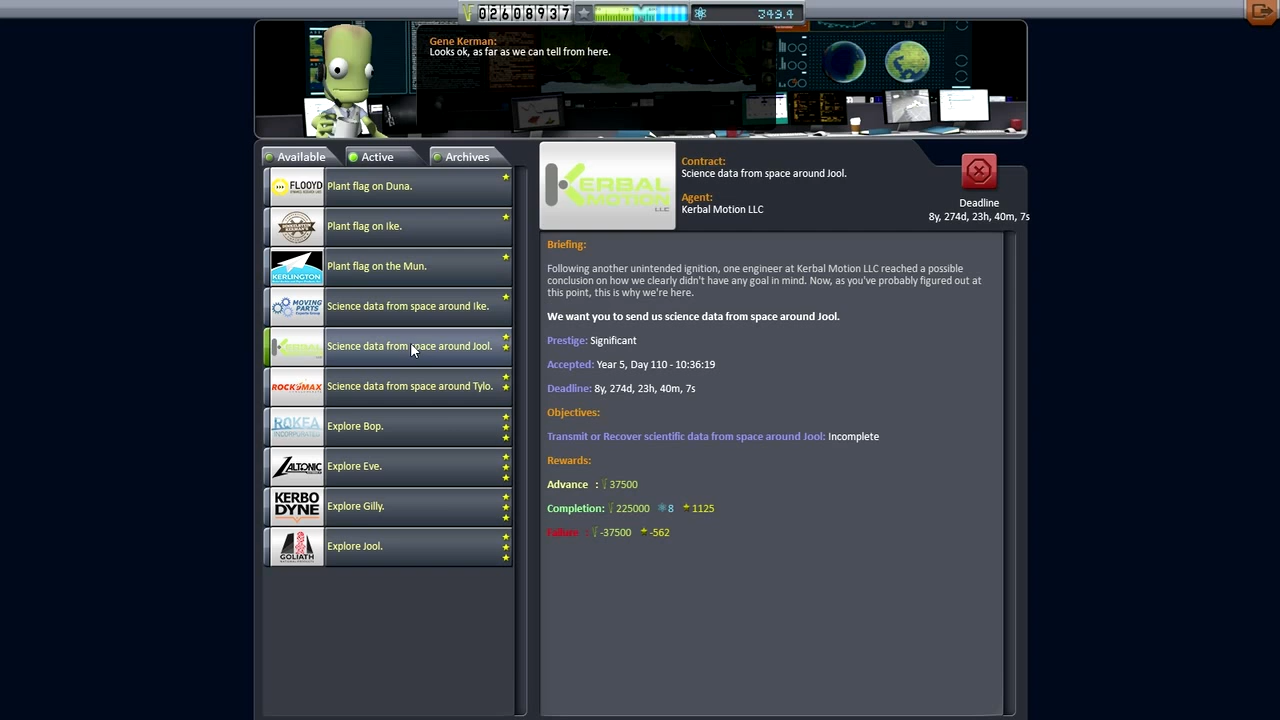 02608937
349.4
Gene Kerman:
Looks ok, as far as we can tell from here.
Available
Active
Archives
FLOOYD
Plant flag on Duna.
Plant flag on Ike.
KERLINGTON
Plant flag on the Mun.
MOVING
PARTS
Science data from space around Ike.
KERBAL
Science data from space around Jool.
ROCKOMAX
Science data from space around Tylo.
ROKEA
INCORPORATED
Explore Bop.
ZALTONIC
Explore Eve.
KERBO
DYNE
Explore Gilly.
GOLIATH
Explore Jool.
KERBAL
MOTION
LLC
Contract:
Science data from space around Jool.
Agent:
Kerbal Motion LLC
Deadline
8y, 274d, 23h, 40m, 7s
Briefing:
Following another unintended ignition, one engineer at Kerbal Motion LLC reached a possible
conclusion on how we clearly didn't have any goal in mind. Now, as you've probably figured out at
this point, this is why we're here.
We want you to send us science data from space around Jool.
Prestige: Significant
Accepted: Year 5, Day 110 - 10:36:19
Deadline: 8y, 274d, 23h, 40m, 7s
Objectives:
Transmit or Recover scientific data from space around Jool: Incomplete
Rewards:
Advance : 37500
Completion: 225000 8 1125
Failure : -37500 -562